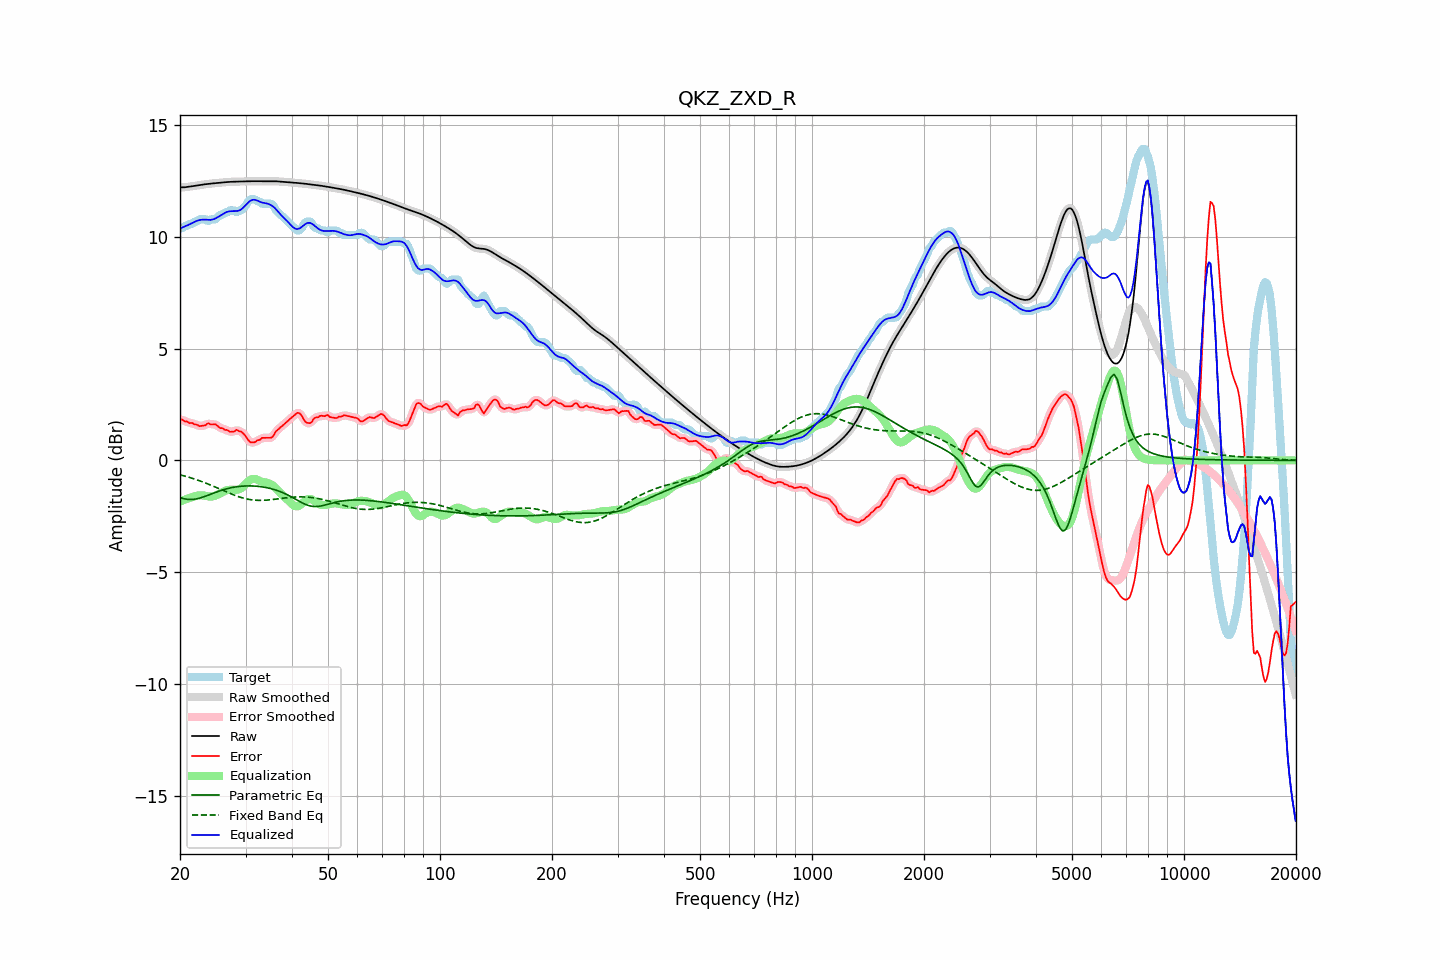 QKZ_ZXD_R
15
10
5
0
−5
−10
−15
Amplitude (dBr)
Target
Raw Smoothed
Error Smoothed
Raw
Error
Equalization
Parametric Eq
Fixed Band Eq
Equalized
20 50 100 200 500 1000 2000 5000 10000 20000
Frequency (Hz)